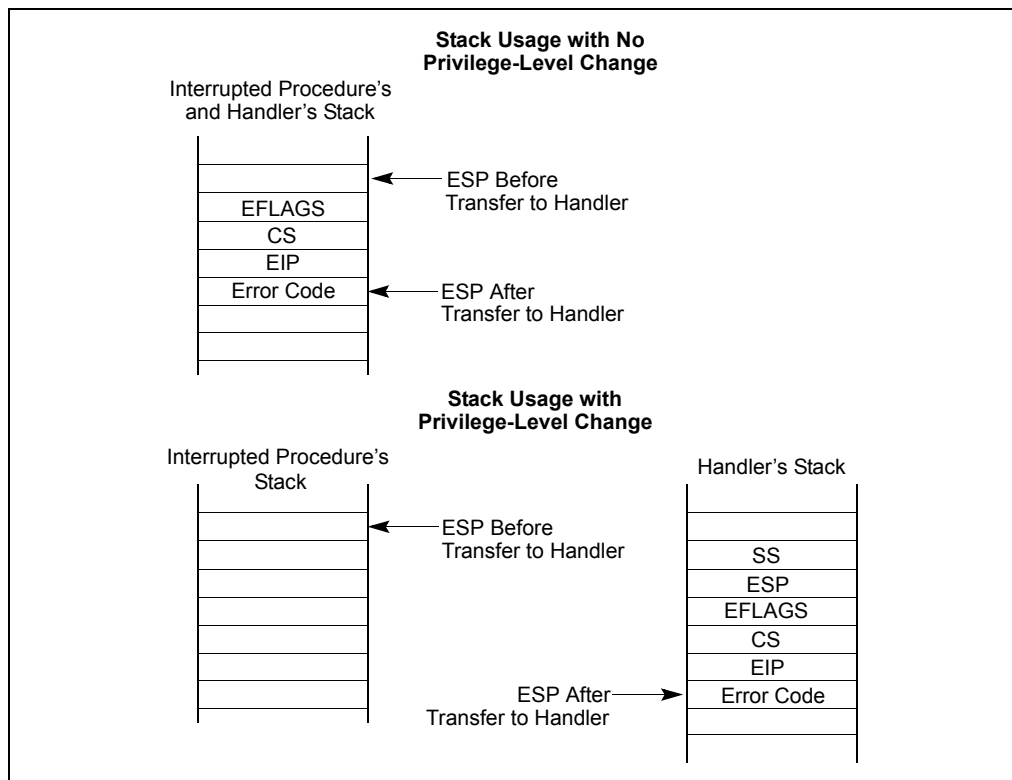 Stack Usage with No
Privilege-Level Change
Interrupted Procedure's
and Handler's Stack
ESP Before
Transfer to Handler
EFLAGS
CS
EIP
Error Code
ESP After
Transfer to Handler
Stack Usage with
Privilege-Level Change
Interrupted Procedure's
Stack
Handler's Stack
ESP Before
Transfer to Handler
SS
ESP
EFLAGS
CS
EIP
Error Code
ESP After
Transfer to Handler